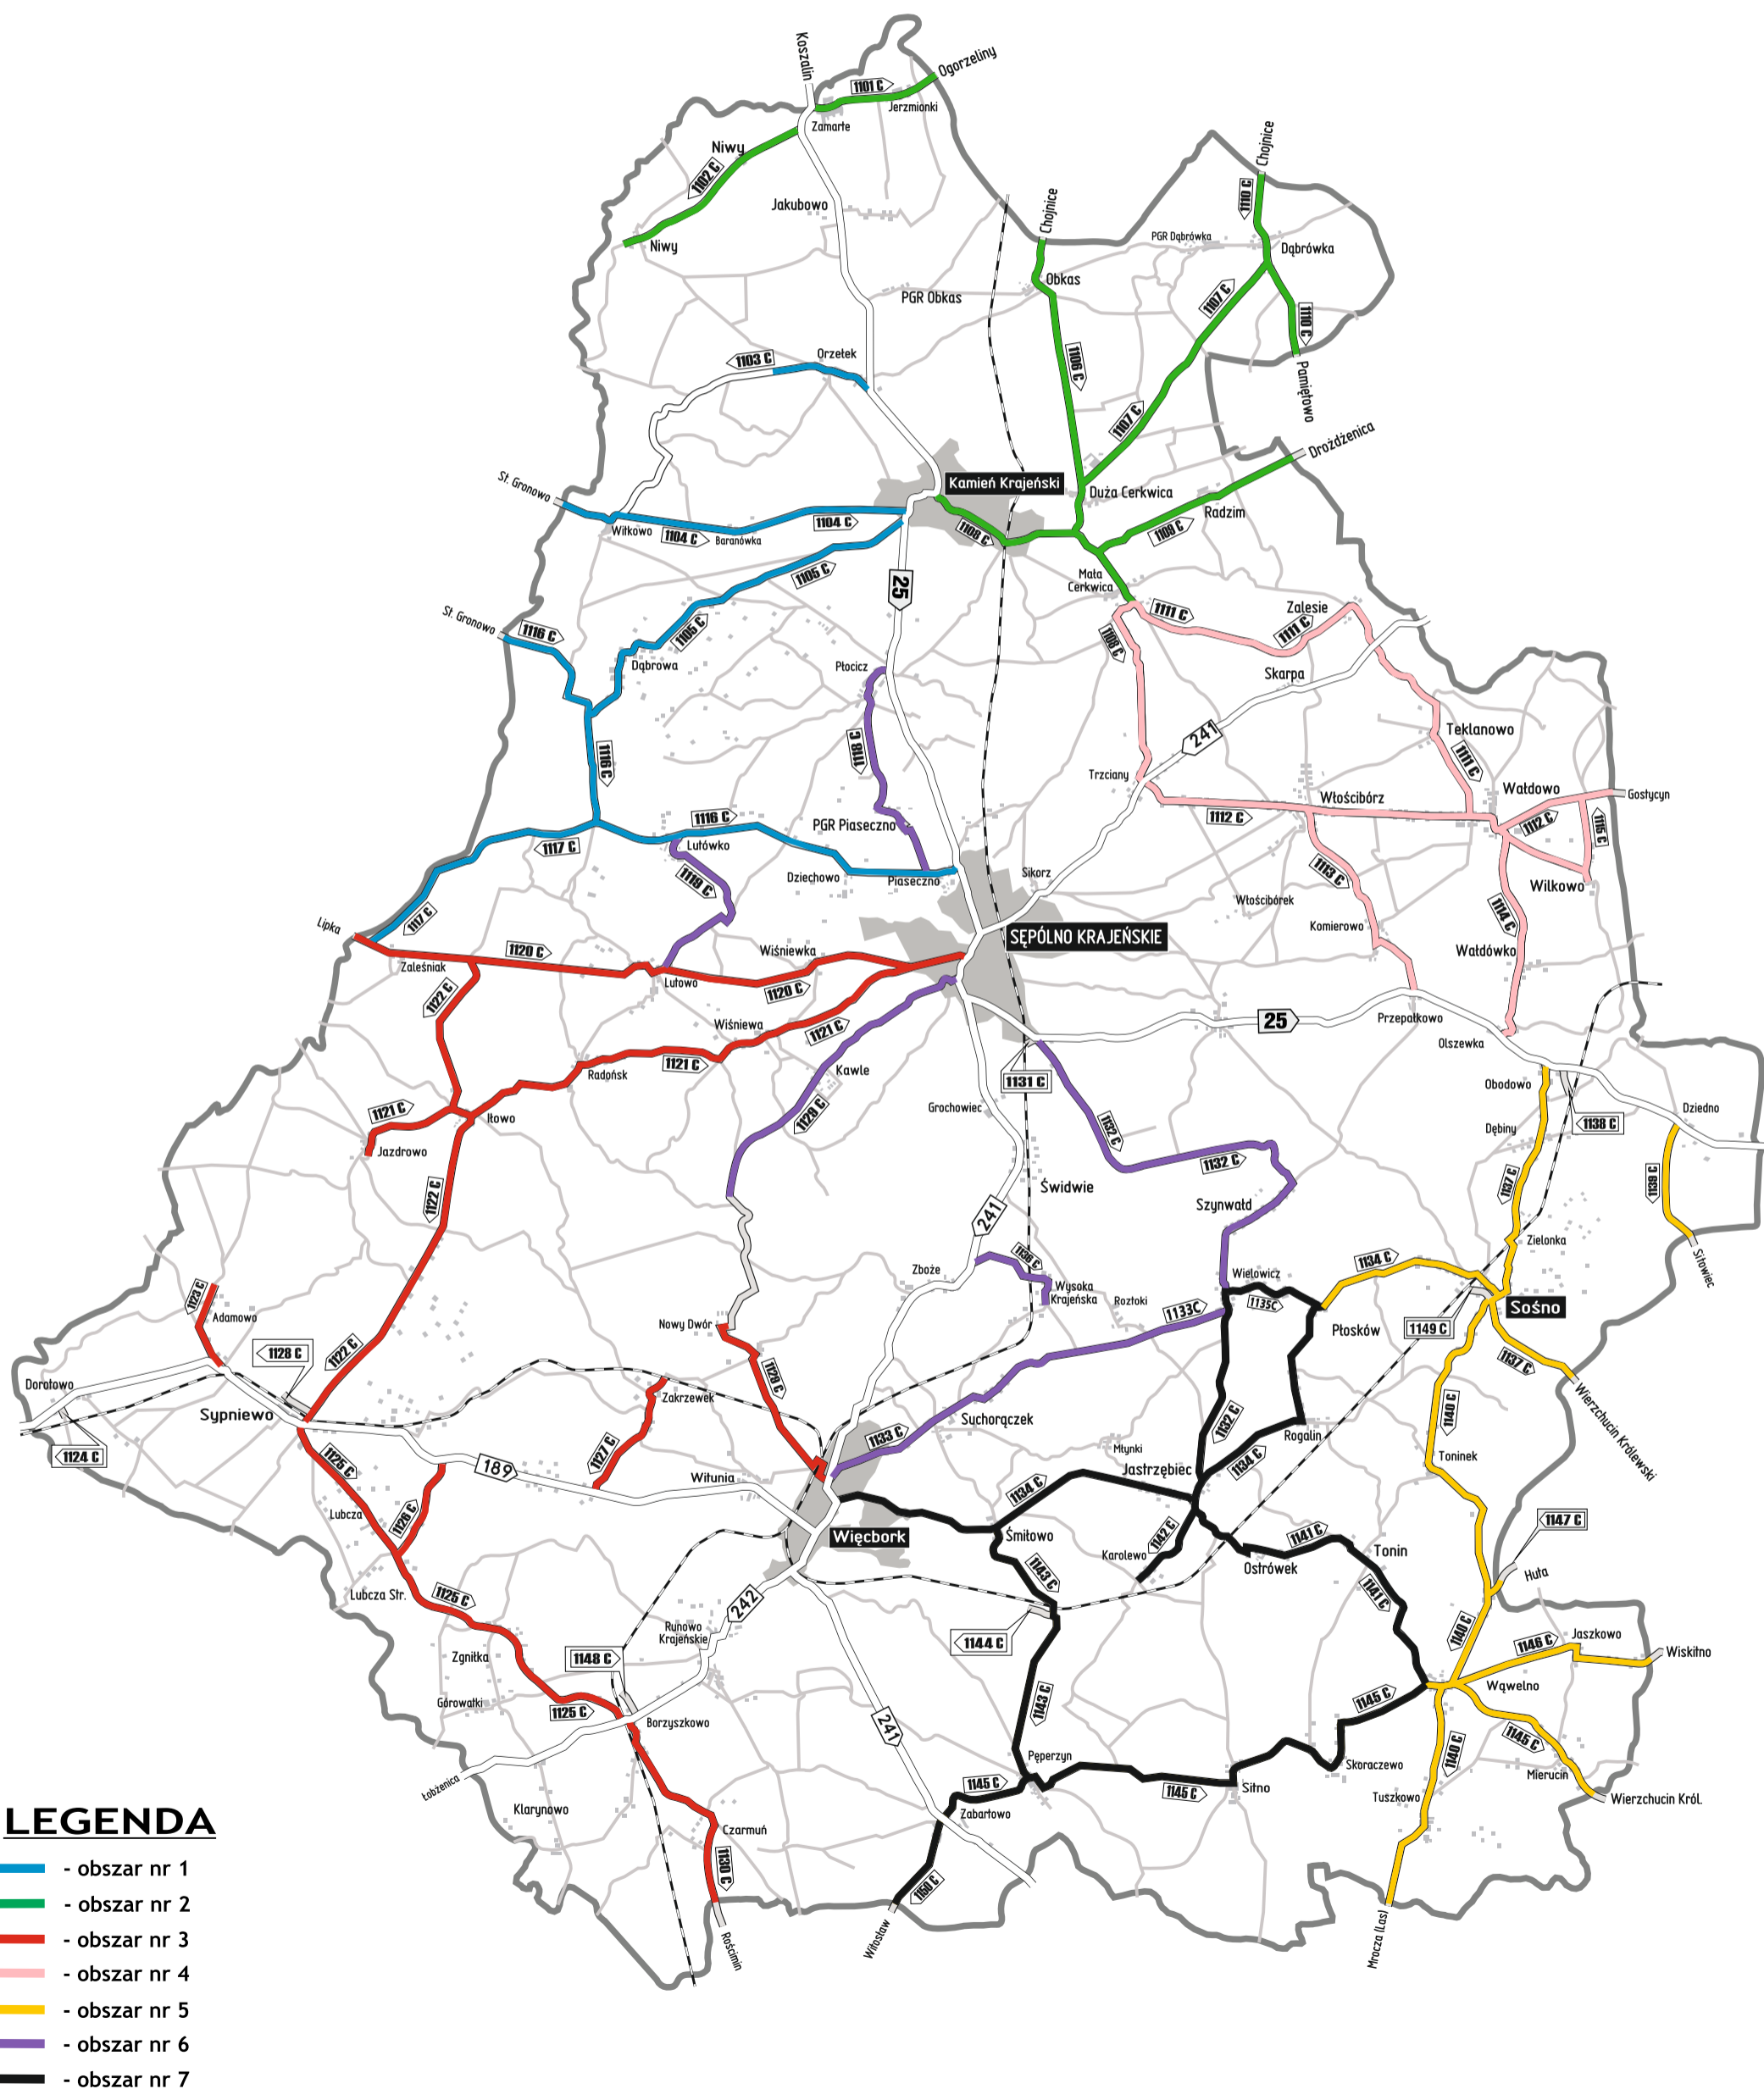 Koszalin
Ogorzeliny
1101 C
Jerzmionki
Zamarte
Niwy
1102 C
Niwy
Jakubowo
Chojnice
1110 C
Chojnice
PGR Dąbrówka
Dąbrówka
Obkas
PGR Obkas
1107 C
1110 C
Pamiętowo
1106 C
1103 C
Orzełek
1107 C
Drożdżenica
St. Gronowo
Kamień Krajeński
Duża Cerkwica
Radzim
1104 C
1108 C
1109 C
Witkowo
1104 C
Baranówka
1105 C
25
Mała
Cerkwica
1111 C
Zalesie
1111 C
St. Gronowo
1116 C
1105 C
1108 C
Dąbrowa
Płocicz
Skarpa
241
Teklanowo
1118 C
1116 C
1111 C
Trzciany
Wałdowo
Gostycyn
Włościbórz
1112 C
1112 C
1115 C
1116 C
PGR Piaseczno
1117 C
Lutówko
1119 C
Dziechowo
Piaseczno
Sikorz
1113 C
Wilkowo
Włościbórek
1114 C
Lipka
1117 C
Komierowo
SĘPÓLNO KRAJEŃSKIE
1120 C
Wiśniewka
Wałdówko
Zaleśniak
Lutowo
1120 C
1122 C
Wiśniewa
1121 C
25
Przepałkowo
Olszewka
1121 C
Radońsk
Kawle
1131 C
Obodowo
1121 C
Iłowo
1129 C
Grochowiec
1132 C
Dębiny
1138 C
Dziedno
Jazdrowo
1132 C
1122 C
Świdwie
1137 C
1139 C
Szynwałd
241
Zielonka
Sitowiec
Zboże
1136 C
1134 C
Wielowicz
Wysoka
Krajeńska
Roztoki
1135C
1123 C
Adamowo
1133C
Sośno
Nowy Dwór
Płosków
1149 C
1128 C
1122 C
1137 C
Dorotowo
1129 C
Zakrzewek
Wierzchucin Królewski
Sypniewo
1140 C
Suchorączek
1132 C
1133 C
Rogalin
1124 C
1125 C
1127 C
Młynki
Toninek
189
Witunia
Jastrzębiec
1134 C
1134 C
Lubcza
1126 C
1147 C
Więcbork
Śmiłowo
1142 C
1141 C
Karolewo
Tonin
Ostrówek
1143 C
Huta
Lubcza Str.
1125 C
242
1141 C
Runowo
Krajeńskie
1144 C
1140 C
1146 C
Jaszkowo
Wiskitno
Zgniłka
1148 C
Wąwelno
Górowatki
1125 C
Borzyszkowo
1143 C
1145 C
241
1145 C
1140 C
Pęperzyn
Skoraczewo
Mierucin
Łobżenica
1145 C
1145 C
Sitno
Tuszkowo
Wierzchucin Król.
Klarynowo
Zabartowo
Czarmuń
1130 C
1150 C
Rościmin
Witosław
Mrocza (Las)
LEGENDA
- obszar nr 1
- obszar nr 2
- obszar nr 3
- obszar nr 4
- obszar nr 5
- obszar nr 6
- obszar nr 7